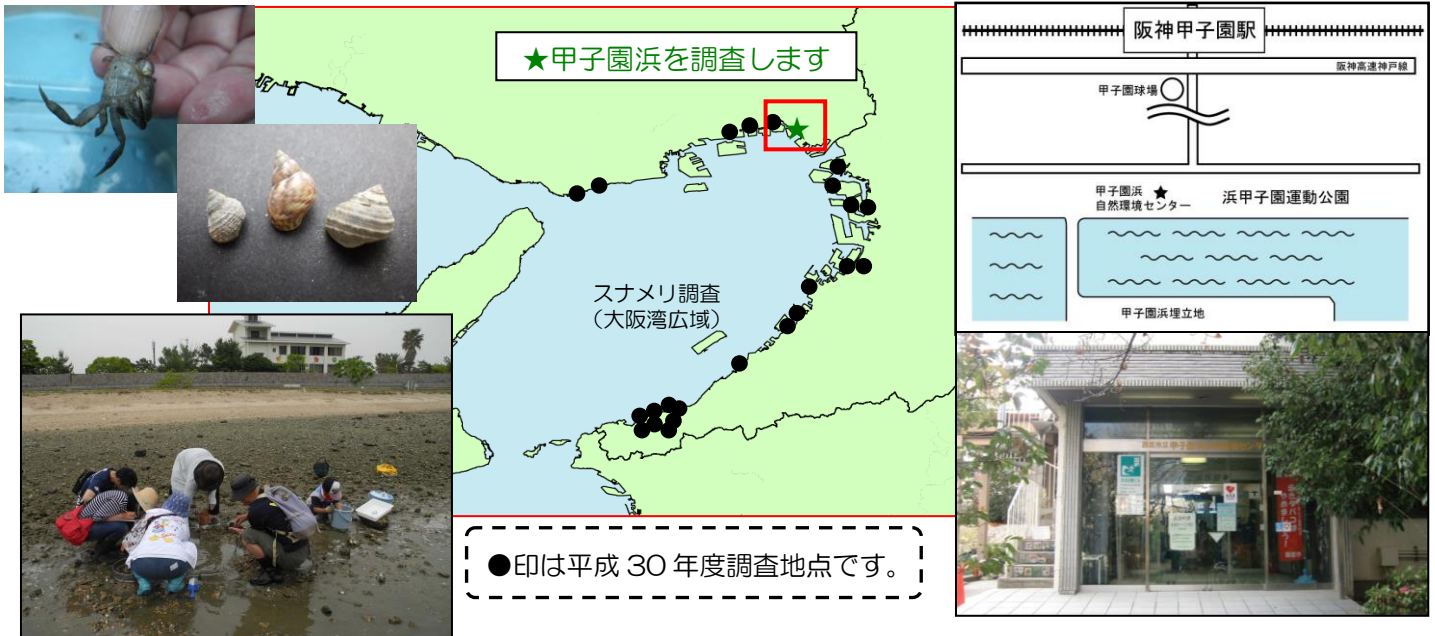 ★甲子園浜を調査します
スナメリ調査
(大阪湾広域)
●印は平成 30 年度調査地点です。
阪神甲子園駅
阪神高速神戸線
甲子園球場
甲子園浜 ★
自然環境センター
浜甲子園運動公園
甲子園浜埋立地